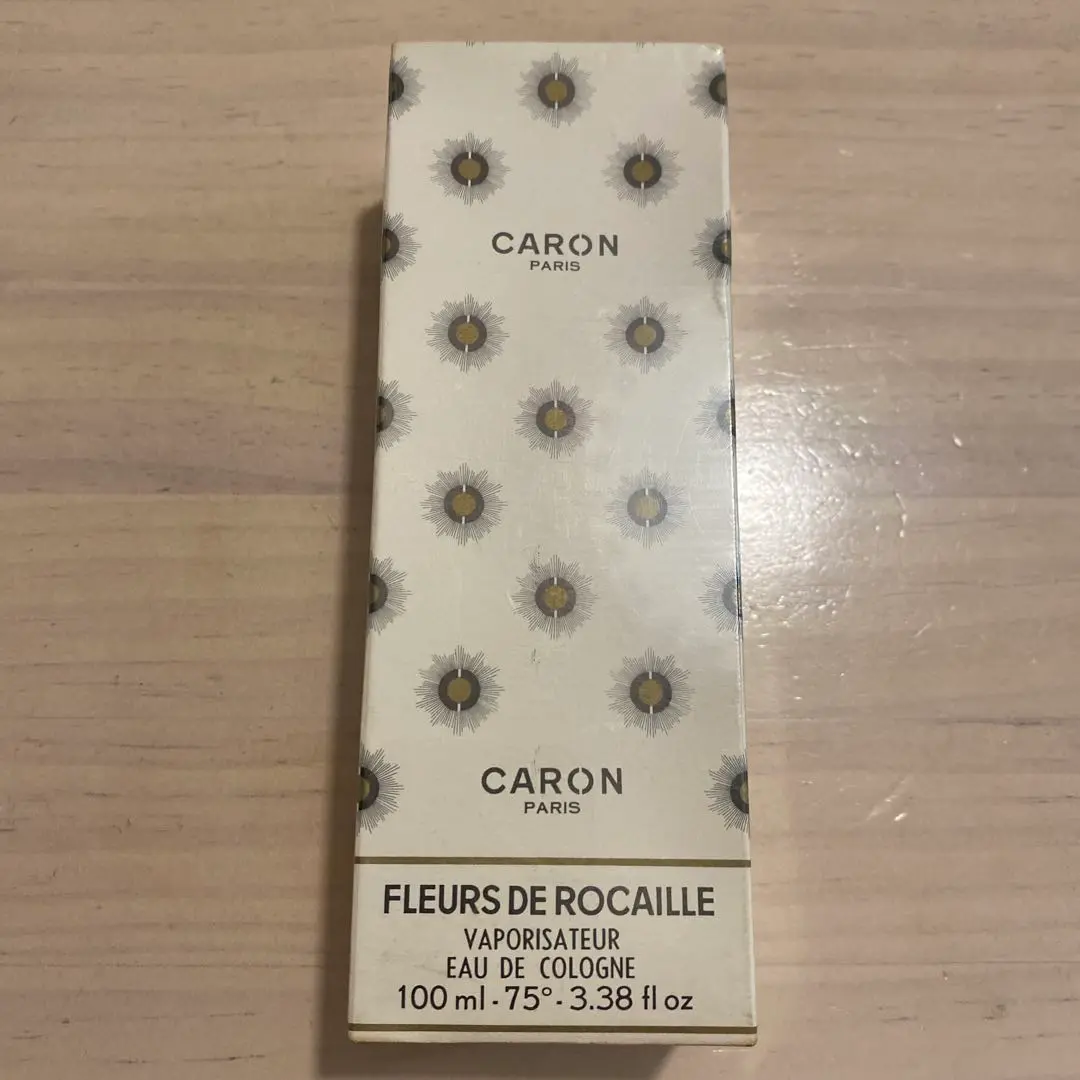 CARON
PARIS
CARON
PARIS
FLEURS DE ROCAILLE
VAPORISATEUR
EAU DE COLOGNE
100 ml - 75° - 3.38 fl oz